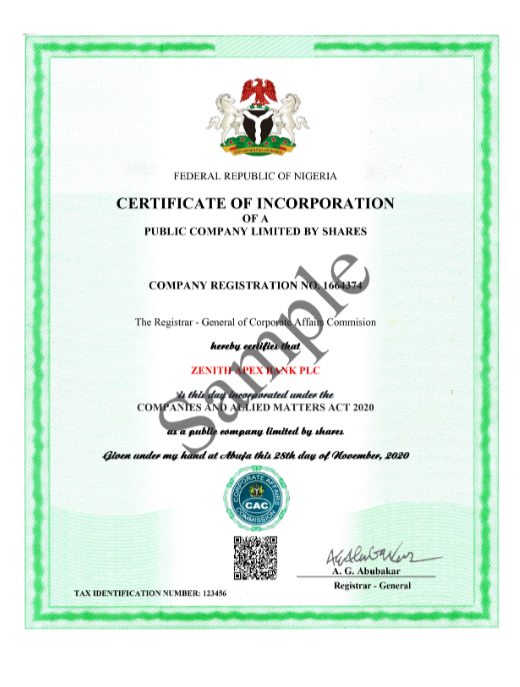 FEDERAL REPUBLIC OF NIGERIA
CERTIFICATE OF INCORPORATION
OF A
PUBLIC COMPANY LIMITED BY SHARES
COMPANY REGISTRATION NO. 1664374
The Registrar - General of Corporate Affairs Commision
hereby certifies that
ZENITH APEX BANK PLC
is this day incorporated under the
COMPANIES AND ALLIED MATTERS ACT 2020
as a public company limited by shares
Given under my hand at Abuja this 28th day of November, 2020
Sample
CORPORATE AFFAIRS
CAC
COMMISSION
A. G. Abubakar
Registrar - General
TAX IDENTIFICATION NUMBER: 123456